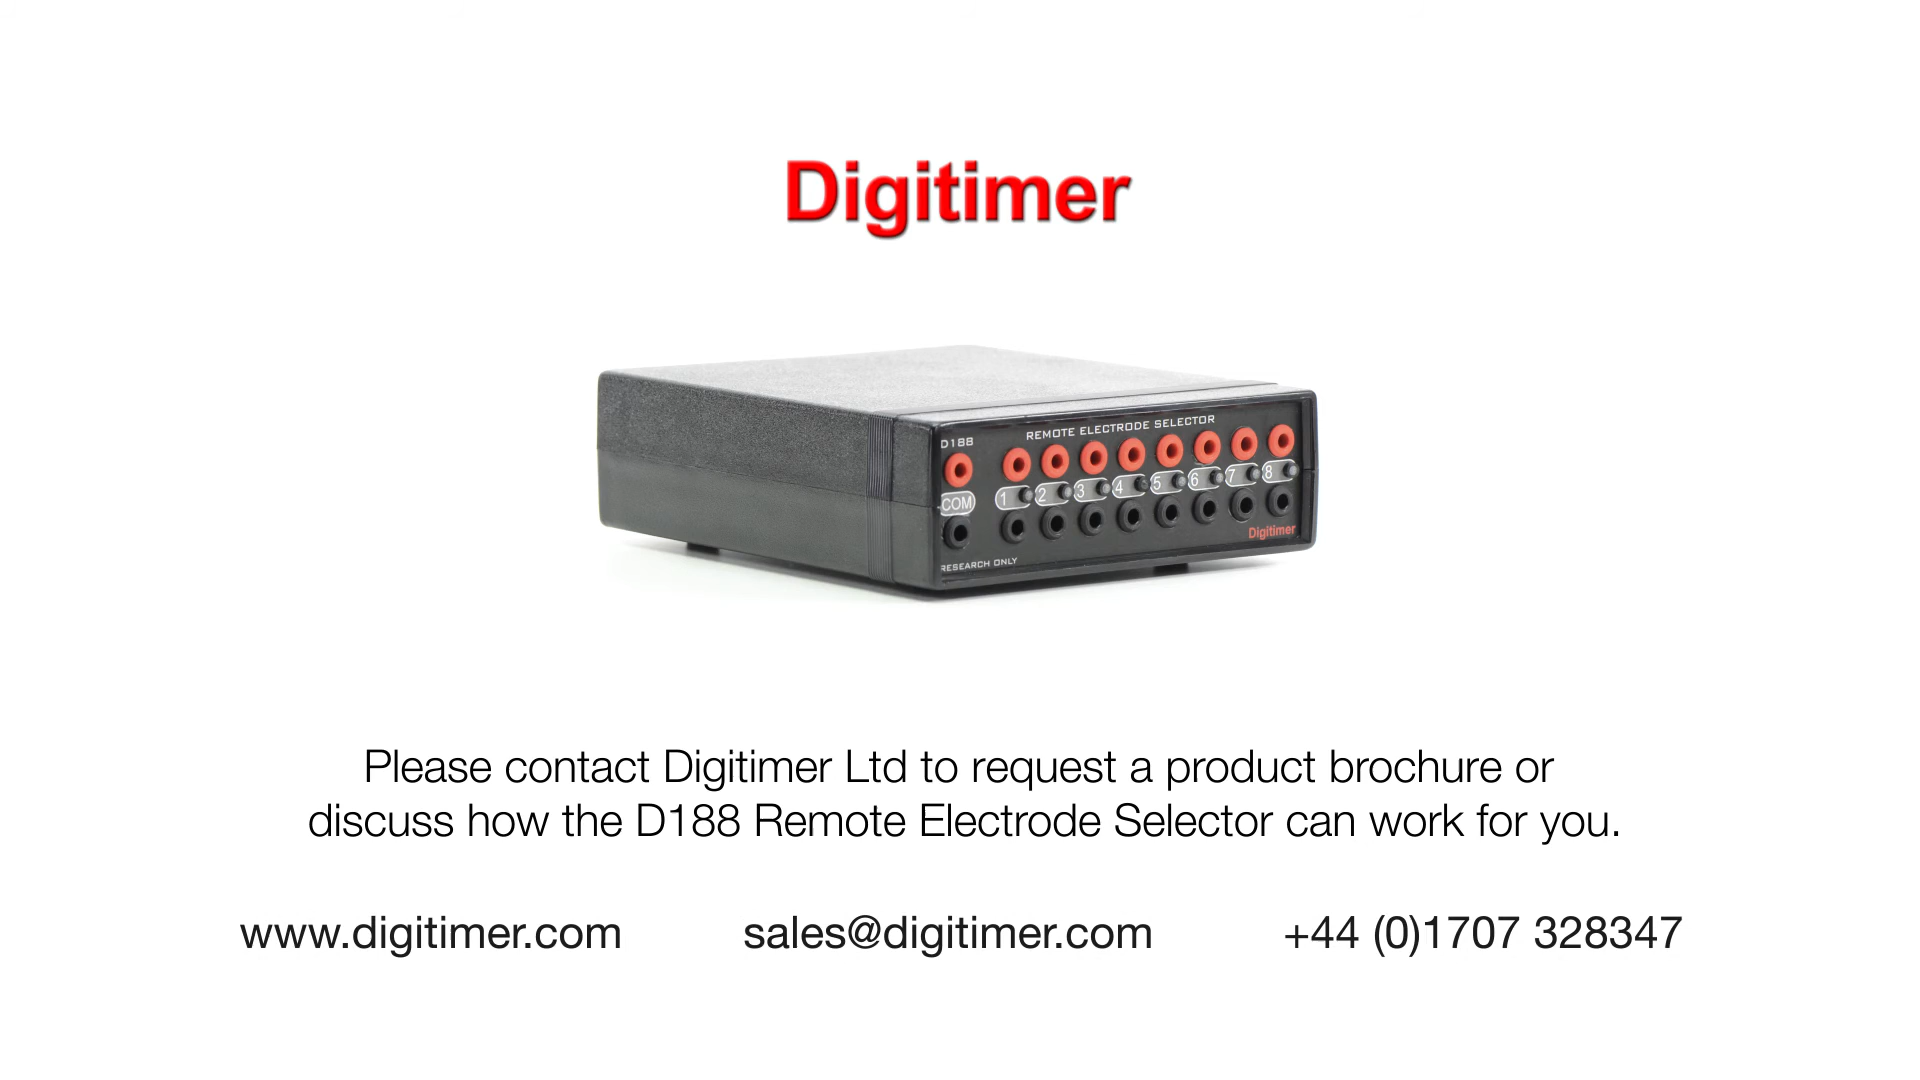 Digitimer
D188
REMOTE ELECTRODE SELECTOR
COM
1 2 3 4 5 6 7 8
Digitimer
RESEARCH ONLY
Please contact Digitimer Ltd to request a product brochure or
discuss how the D188 Remote Electrode Selector can work for you.
www.digitimer.com sales@digitimer.com +44 (0)1707 328347